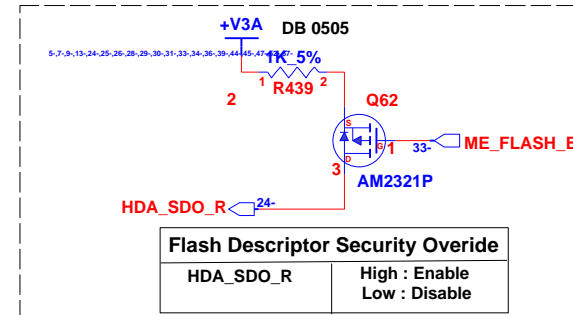 +V3A DB 0505
1K_5%
1 R439 2
2
Q62
S
G 1 33- ME_FLASH_E
D
3
AM2321P
HDA_SDO_R 24-
Flash Descriptor Security Overide
HDA_SDO_R High : Enable
Low : Disable